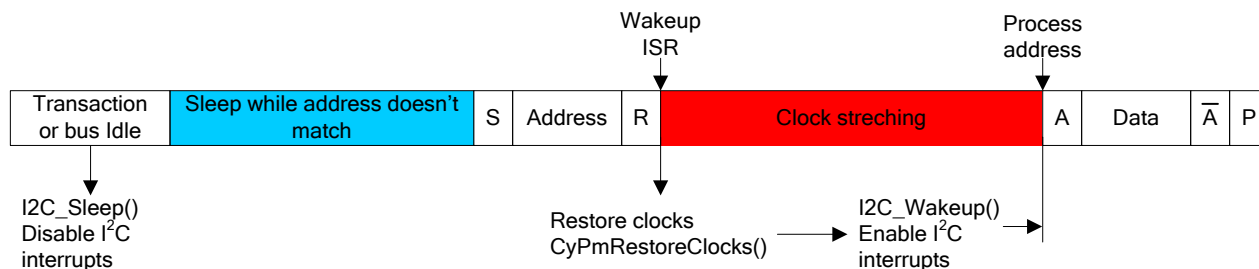 Wakeup
ISR
Process
address
Transaction
or bus Idle
Sleep while address doesn't
match
S
Address
R
Clock streching
A
Data
A̅
P
I2C_Sleep()
Disable I²C
interrupts
Restore clocks
CyPmRestoreClocks()
I2C_Wakeup()
Enable I²C
interrupts